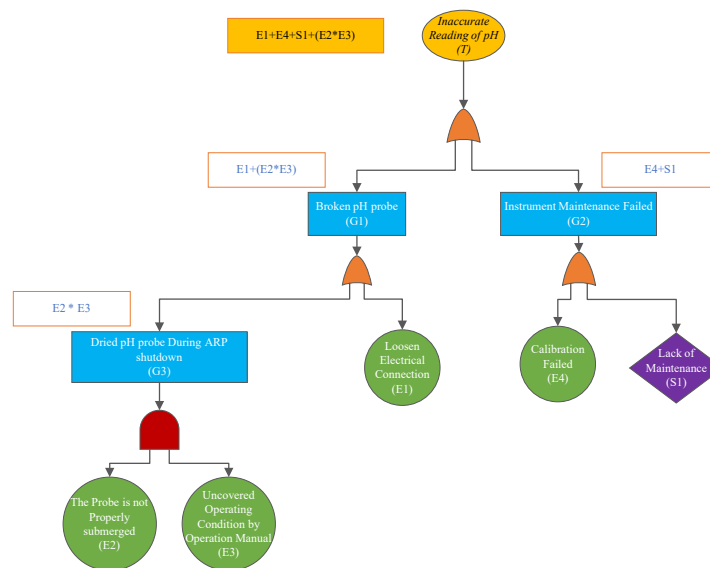 E1+E4+S1+(E2*E3)
Inaccurate
Reading of pH
(T)
E1+(E2*E3)
E4+S1
Broken pH probe
(G1)
Instrument Maintenance Failed
(G2)
E2 * E3
Dried pH probe During ARP
shutdown
(G3)
Loosen
Electrical
Connection
(E1)
Calibration
Failed
(E4)
Lack of
Maintenance
(S1)
The Probe is not
Properly
submerged
(E2)
Uncovered
Operating
Condition by
Operation Manual
(E3)